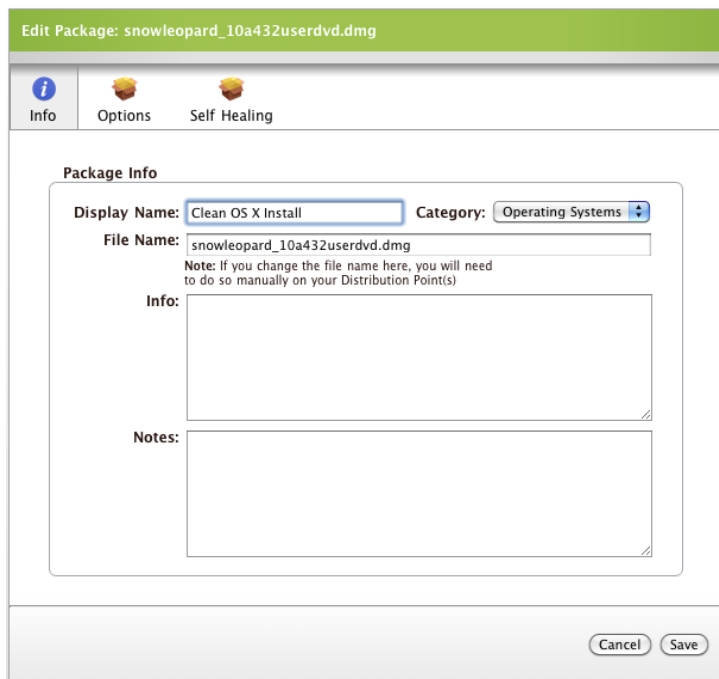 Edit Package: snowleopard_10a432userdvd.dmg
Info
Options
Self Healing
Package Info
Display Name: Clean OS X Install Category: Operating Systems
File Name: snowleopard_10a432userdvd.dmg
Note: If you change the file name here, you will need
to do so manually on your Distribution Point(s)
Info:
Notes:
Cancel Save